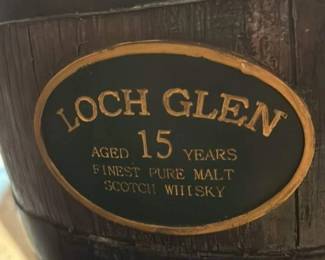 LOCH GLEN
AGED 15 YEARS
FINEST PURE MALT
SCOTCH WHISKY